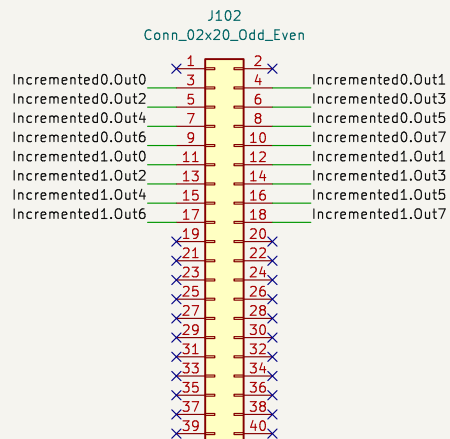 J102
Conn_02x20_Odd_Even
1 2
Incremented0.Out0 3 4 Incremented0.Out1
Incremented0.Out2 5 6 Incremented0.Out3
Incremented0.Out4 7 8 Incremented0.Out5
Incremented0.Out6 9 10 Incremented0.Out7
Incremented1.Out0 11 12 Incremented1.Out1
Incremented1.Out2 13 14 Incremented1.Out3
Incremented1.Out4 15 16 Incremented1.Out5
Incremented1.Out6 17 18 Incremented1.Out7
19 20
21 22
23 24
25 26
27 28
29 30
31 32
33 34
35 36
37 38
39 40